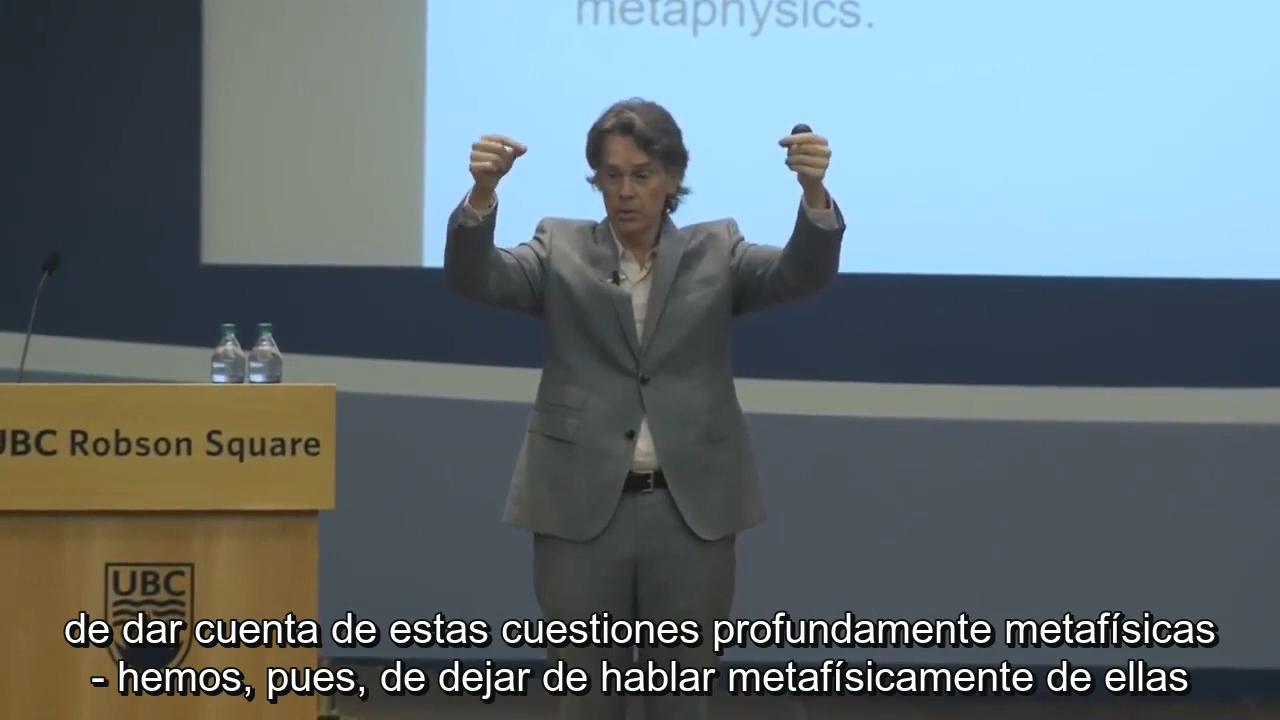 metaphysics.
UBC Robson Square
UBC
de dar cuenta de estas cuestiones profundamente metafísicas
- hemos, pues, de dejar de hablar metafísicamente de ellas